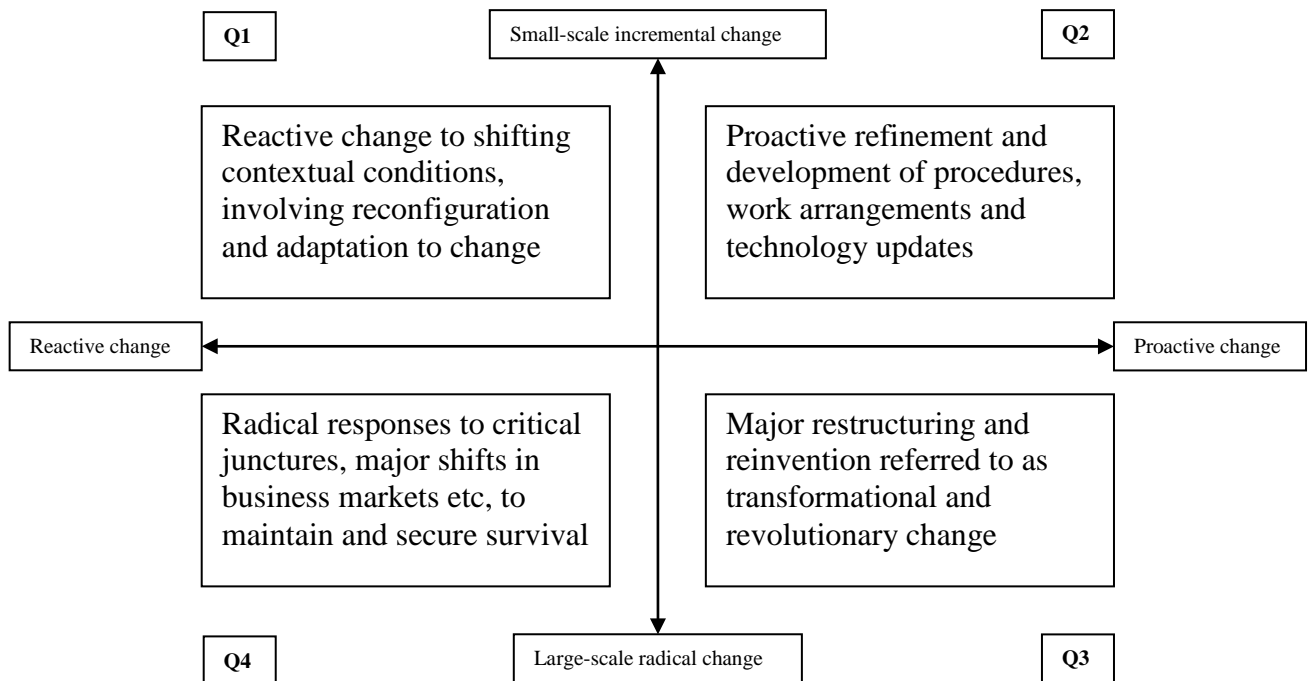 Q1
Small-scale incremental change
Q2
Reactive change to shifting
contextual conditions,
involving reconfiguration
and adaptation to change
Proactive refinement and
development of procedures,
work arrangements and
technology updates
Reactive change
Proactive change
Radical responses to critical
junctures, major shifts in
business markets etc, to
maintain and secure survival
Major restructuring and
reinvention referred to as
transformational and
revolutionary change
Q4
Large-scale radical change
Q3